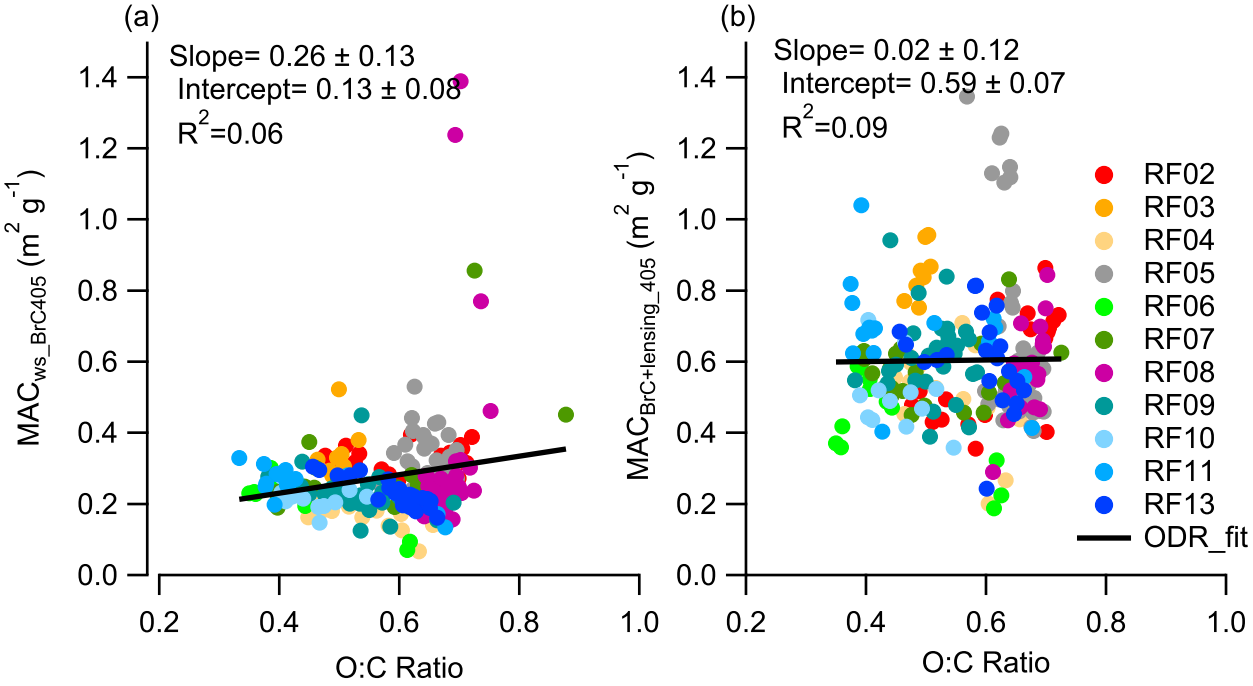 (a)
Slope= 0.26 ± 0.13
Intercept= 0.13 ± 0.08
R²=0.06
MACws_BrC405 (m² g⁻¹)
1.4
1.2
1.0
0.8
0.6
0.4
0.2
0.0
0.2 0.4 0.6 0.8 1.0
O:C Ratio
(b)
Slope= 0.02 ± 0.12
Intercept= 0.59 ± 0.07
R²=0.09
MACBrC+lensing_405 (m² g⁻¹)
1.4
1.2
1.0
0.8
0.6
0.4
0.2
0.0
0.2 0.4 0.6 0.8 1.0
O:C Ratio
RF02
RF03
RF04
RF05
RF06
RF07
RF08
RF09
RF10
RF11
RF13
ODR_fit